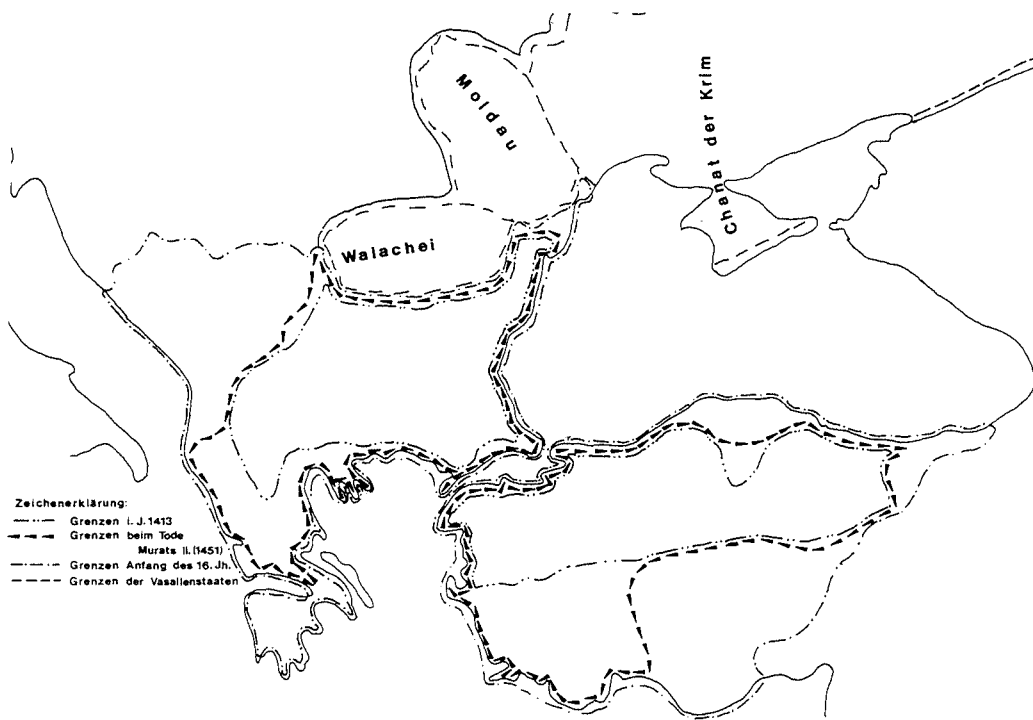 Moldau
Chanat der Krim
Walachei
Zeichenerklärung:
Grenzen i. J. 1413
Grenzen beim Tode
Murats II. (1451)
Grenzen Anfang des 16. Jh.
Grenzen der Vasallenstaaten